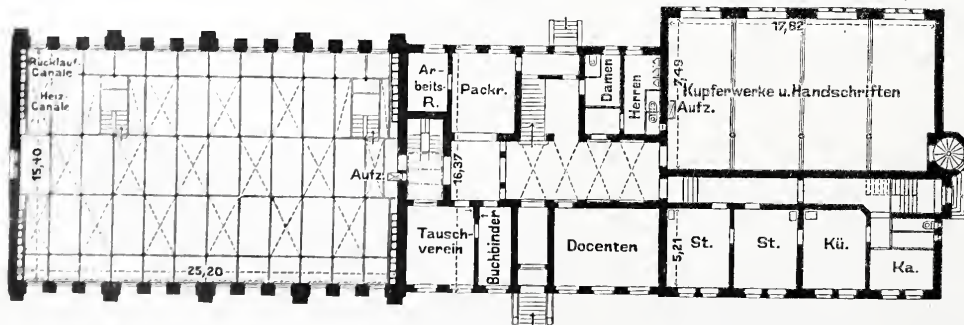 Rücklauf-
Canäle
Heiz-
Canäle
15,40
25,20
Aufz.
Ar-
beits-
R.
Packr.
16,37
Tausch-
verein
Buchbinder
Damen
Herren
Docenten
17,82
7,49
Kupferwerke u. Handschriften
Aufz.
5,21
St.
St.
Kü.
Ka.